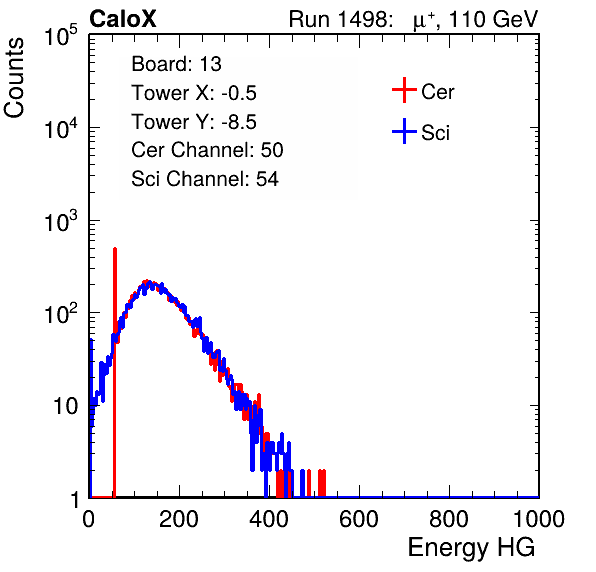 CaloX Run 1498: μ⁺, 110 GeV
Counts
10⁵
10⁴
10³
10²
10
1
Board: 13
Tower X: -0.5
Tower Y: -8.5
Cer Channel: 50
Sci Channel: 54
Cer
Sci
0 200 400 600 800 1000
Energy HG